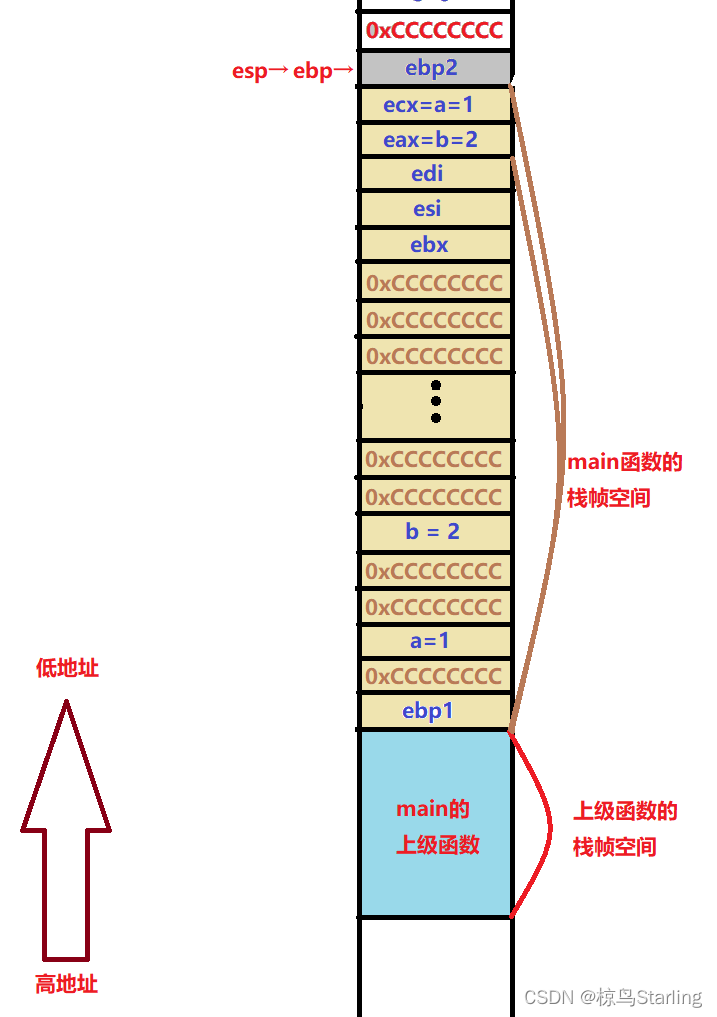 0xCCCCCCCC
esp→ ebp→
ebp2
ecx=a=1
eax=b=2
edi
esi
ebx
0xCCCCCCCC
0xCCCCCCCC
0xCCCCCCCC
0xCCCCCCCC
main函数的
0xCCCCCCCC
栈帧空间
b = 2
0xCCCCCCCC
0xCCCCCCCC
a=1
低地址
0xCCCCCCCC
ebp1
main的
上级函数
上级函数的
栈帧空间
高地址
CSDN @椋鸟Starling